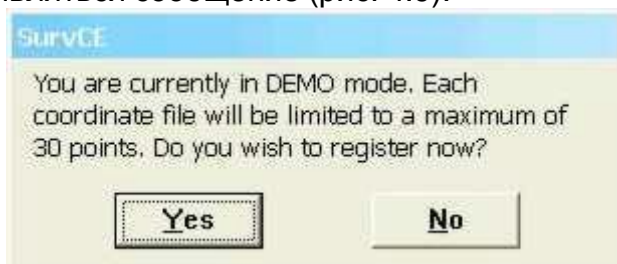 сообщение
SurvCE
You are currently in DEMO mode. Each
coordinate file will be limited to a maximum of
30 points. Do you wish to register now?
Yes No